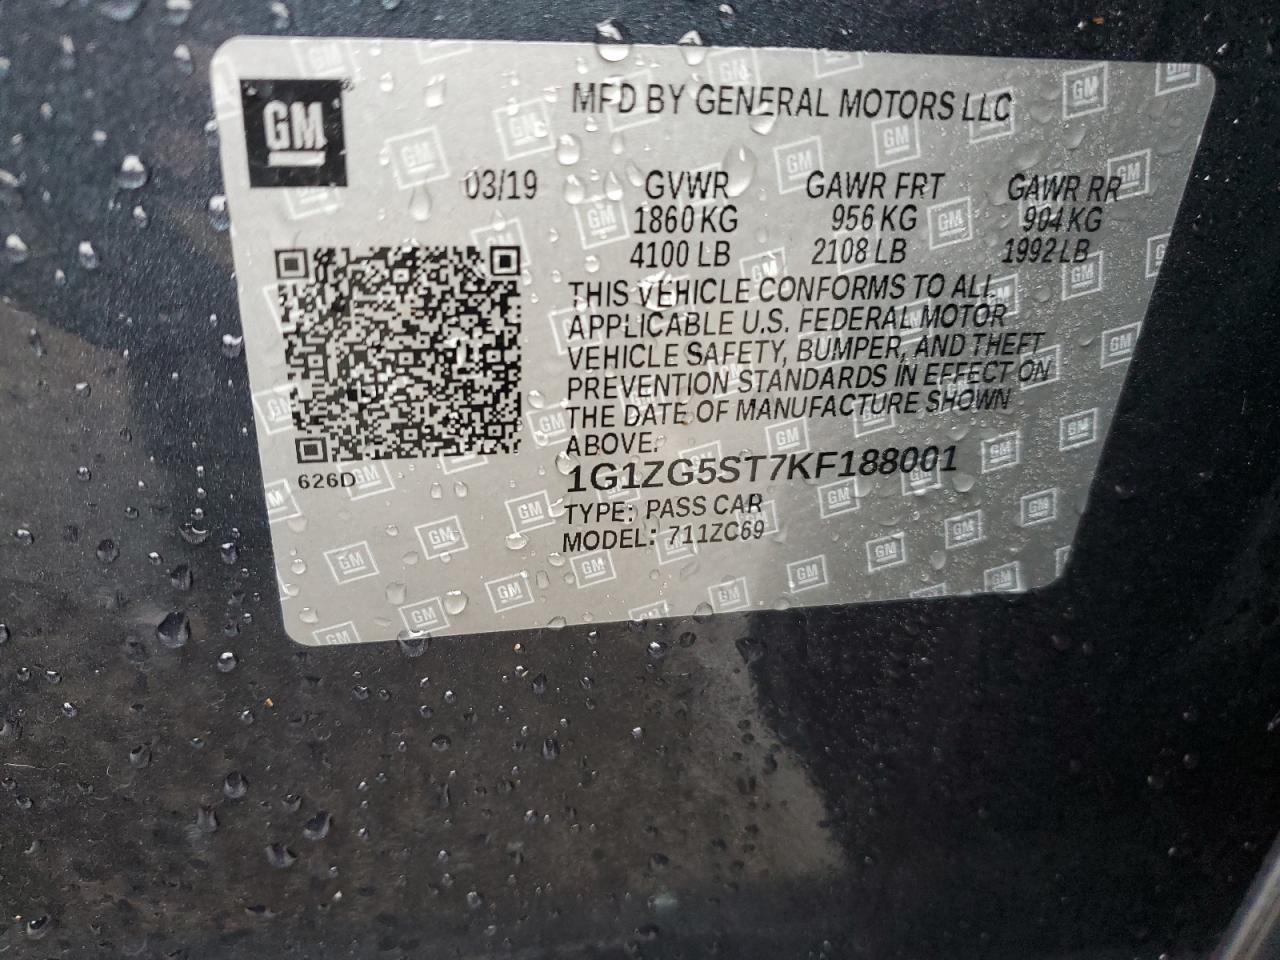 GM
MFD BY GENERAL MOTORS LLC
03/19 GVWR GAWR FRT GAWR RR
1860 KG 956 KG 904 KG
4100 LB 2108 LB 1992 LB
THIS VEHICLE CONFORMS TO ALL
APPLICABLE U.S. FEDERAL MOTOR
VEHICLE SAFETY, BUMPER, AND THEFT
PREVENTION STANDARDS IN EFFECT ON
THE DATE OF MANUFACTURE SHOWN
ABOVE.
626D
1G1ZG5ST7KF188001
TYPE: PASS CAR
MODEL: 711ZC69